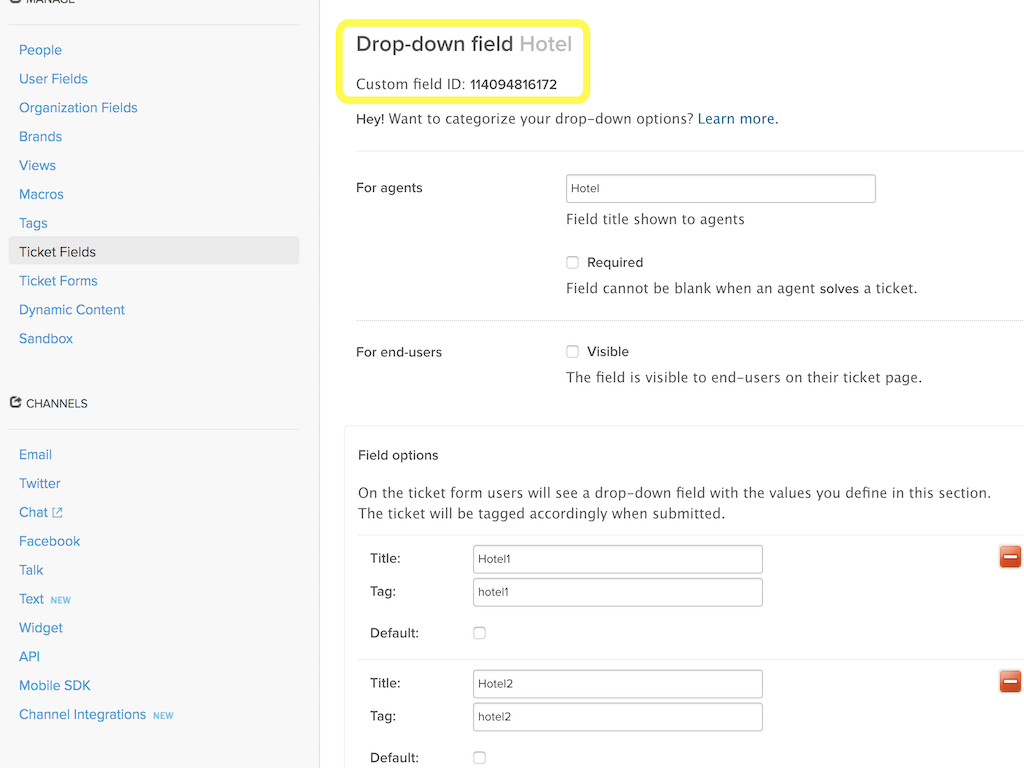 MANAGE
People
User Fields
Organization Fields
Brands
Views
Macros
Tags
Ticket Fields
Ticket Forms
Dynamic Content
Sandbox
CHANNELS
Email
Twitter
Chat
Facebook
Talk
Text NEW
Widget
API
Mobile SDK
Channel Integrations NEW
Drop-down field Hotel
Custom field ID: 114094816172
Hey! Want to categorize your drop-down options? Learn more.
For agents
Hotel
Field title shown to agents
Required
Field cannot be blank when an agent solves a ticket.
For end-users
Visible
The field is visible to end-users on their ticket page.
Field options
On the ticket form users will see a drop-down field with the values you define in this section.
The ticket will be tagged accordingly when submitted.
Title: Hotel1
Tag: hotel1
Default:
Title: Hotel2
Tag: hotel2
Default: